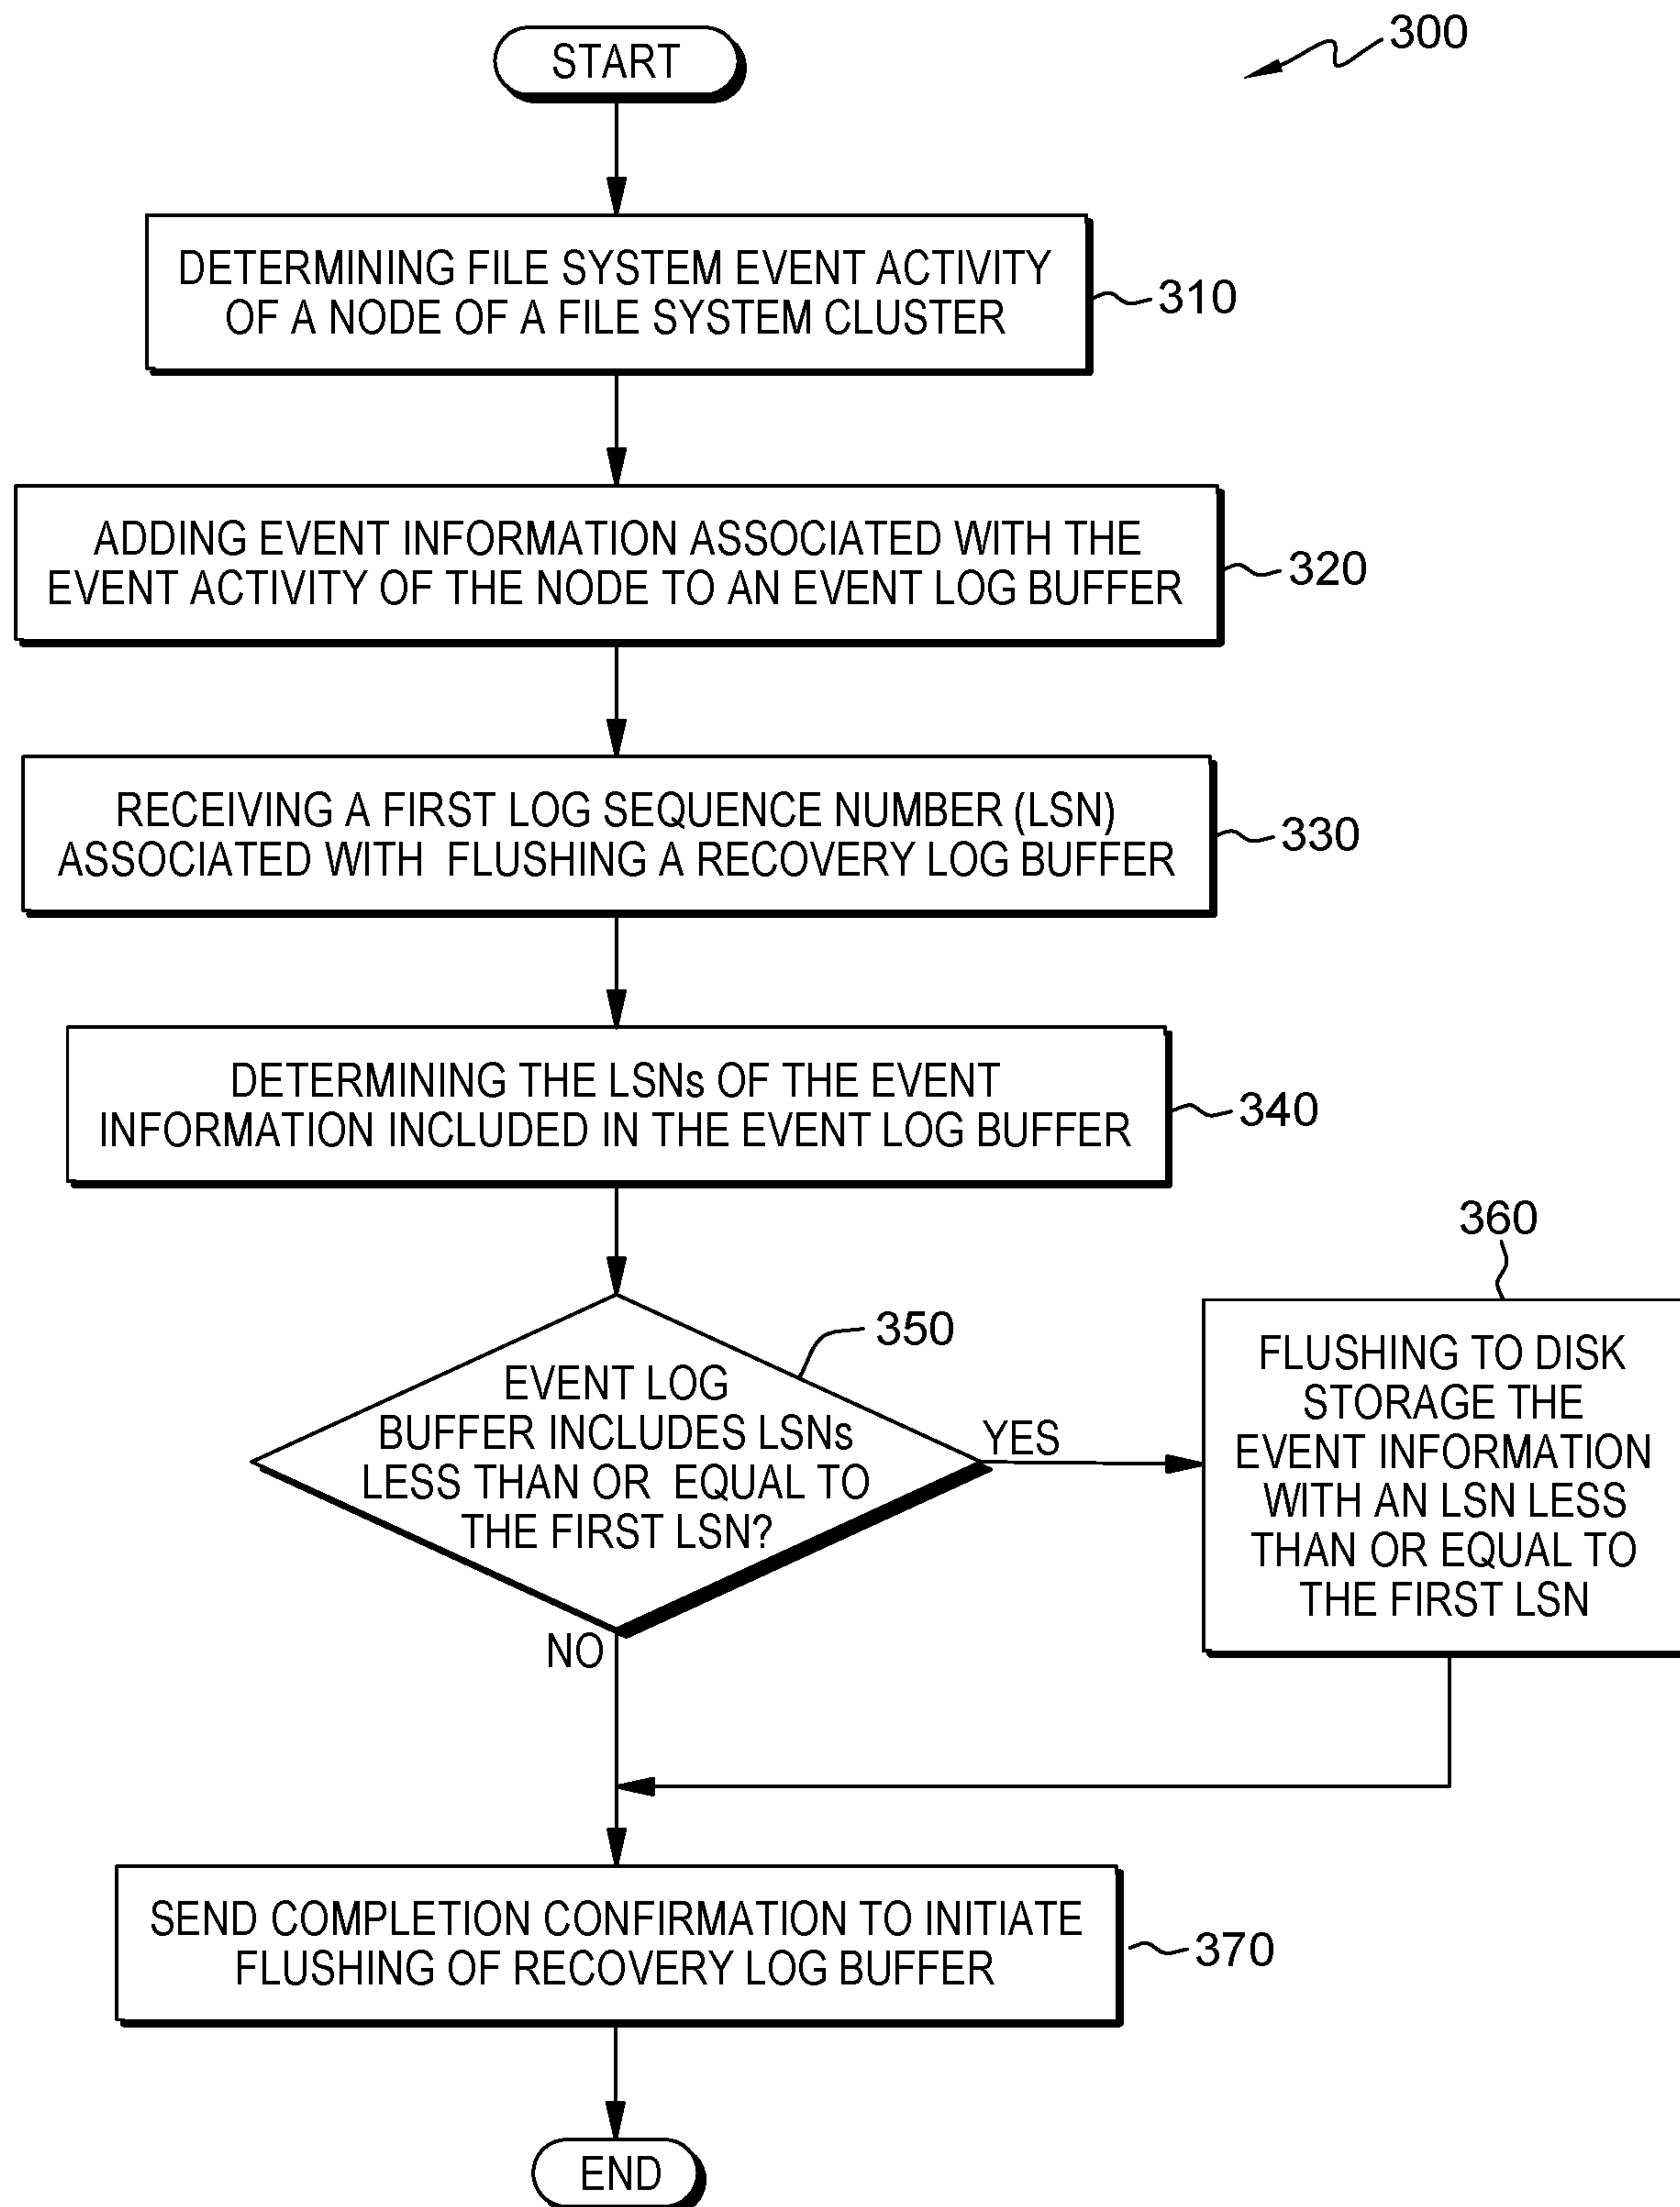 START
300
DETERMINING FILE SYSTEM EVENT ACTIVITY
OF A NODE OF A FILE SYSTEM CLUSTER
310
ADDING EVENT INFORMATION ASSOCIATED WITH THE
EVENT ACTIVITY OF THE NODE TO AN EVENT LOG BUFFER
320
RECEIVING A FIRST LOG SEQUENCE NUMBER (LSN)
ASSOCIATED WITH FLUSHING A RECOVERY LOG BUFFER
330
DETERMINING THE LSNs OF THE EVENT
INFORMATION INCLUDED IN THE EVENT LOG BUFFER
340
350
EVENT LOG
BUFFER INCLUDES LSNs
LESS THAN OR EQUAL TO
THE FIRST LSN?
YES
NO
360
FLUSHING TO DISK
STORAGE THE
EVENT INFORMATION
WITH AN LSN LESS
THAN OR EQUAL TO
THE FIRST LSN
SEND COMPLETION CONFIRMATION TO INITIATE
FLUSHING OF RECOVERY LOG BUFFER
370
END